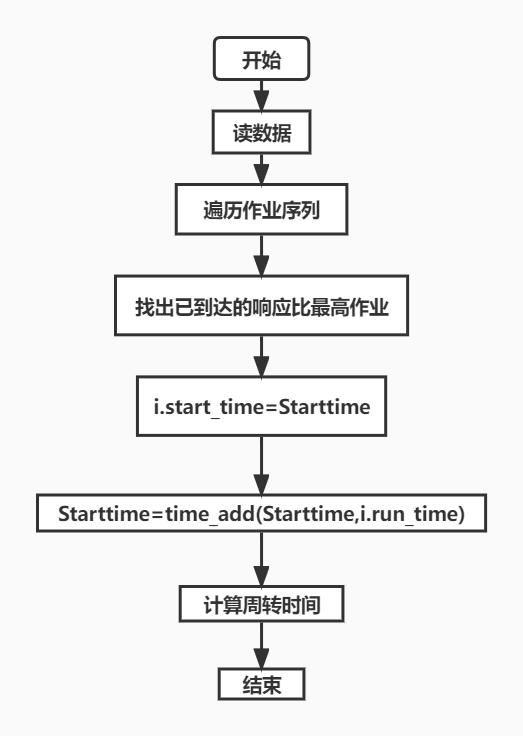 开始
读数据
遍历作业序列
找出已到达的响应比最高作业
i.start_time=Starttime
Starttime=time_add(Starttime,i.run_time)
计算周转时间
结束